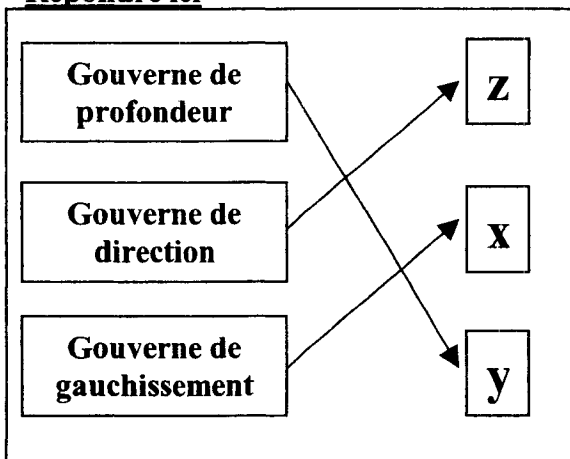 Gouverne de
profondeur
z
Gouverne de
direction
x
Gouverne de
gauchissement
y